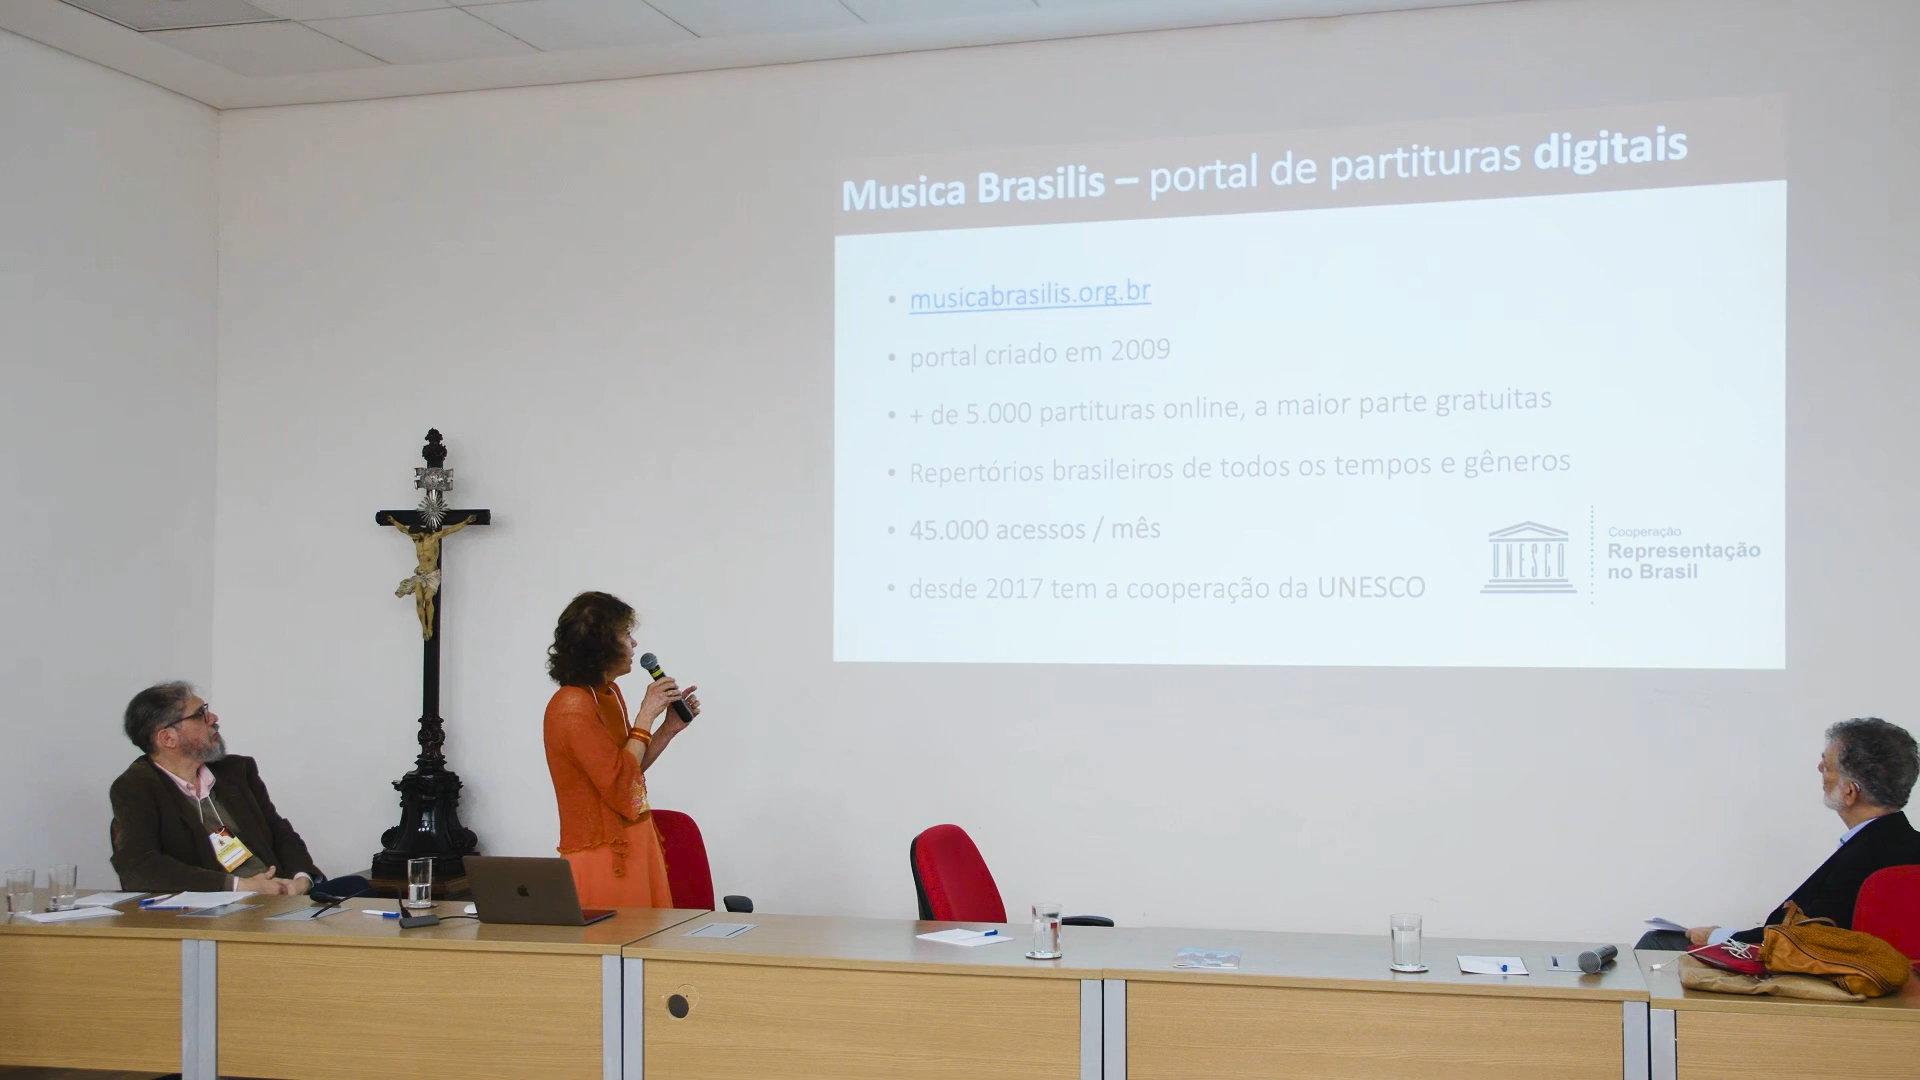 Musica Brasilis – portal de partituras digitais
• musicabrasilis.org.br
• portal criado em 2009
• + de 5.000 partituras online, a maior parte gratuitas
• Repertórios brasileiros de todos os tempos e gêneros
• 45.000 acessos / mês
• desde 2017 tem a cooperação da UNESCO
UNESCO
Cooperação
Representação
no Brasil